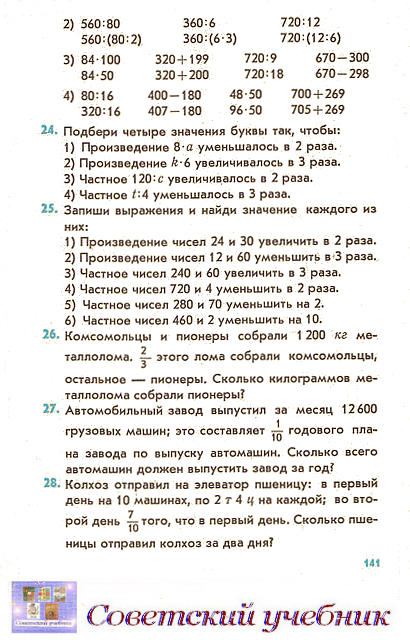 2) 560:80 360:6 720:12
560:(80:2) 360:(6·3) 720:(12:6)
3) 84·100 320+199 720:9 670−300
84·50 320+200 720:18 670−298
4) 80:16 400−180 48·50 700+269
320:16 407−180 96·50 705+269
24. Подбери четыре значения буквы так, чтобы:
1) Произведение 8·a уменьшалось в 2 раза.
2) Произведение k·6 увеличивалось в 3 раза.
3) Частное 120:c увеличивалось в 2 раза.
4) Частное t:4 уменьшалось в 3 раза.
25. Запиши выражения и найди значение каждого из
них:
1) Произведение чисел 24 и 30 увеличить в 2 раза.
2) Произведение чисел 12 и 60 уменьшить в 3 раза.
3) Частное чисел 240 и 60 увеличить в 3 раза.
4) Частное чисел 720 и 4 уменьшить в 2 раза.
5) Частное чисел 280 и 70 уменьшить на 2.
6) Частное чисел 460 и 2 уменьшить на 10.
26. Комсомольцы и пионеры собрали 1 200 кг ме-
таллолома. 2/3 этого лома собрали комсомольцы,
остальное — пионеры. Сколько килограммов ме-
таллолома собрали пионеры?
27. Автомобильный завод выпустил за месяц 12 600
грузовых машин; это составляет 1/10 годового пла-
на завода по выпуску автомашин. Сколько всего
автомашин должен выпустить завод за год?
28. Колхоз отправил на элеватор пшеницу: в первый
день на 10 машинах, по 2 т 4 ц на каждой; во вто-
рой день 7/10 того, что в первый день. Сколько пше-
ницы отправил колхоз за два дня?
141
Советский учебник
Советский учебник